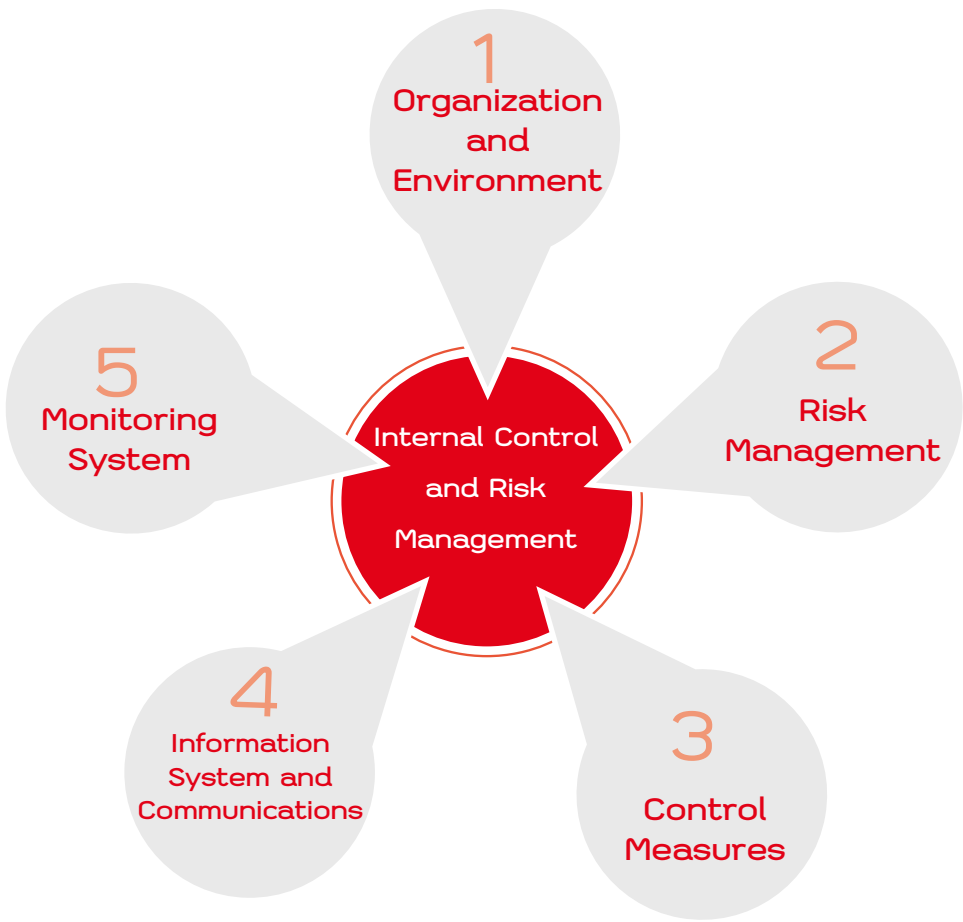 1
Organization
and
Environment
2
Risk
Management
3
Control
Measures
4
Information
System and
Communications
5
Monitoring
System
Internal Control
and Risk
Management